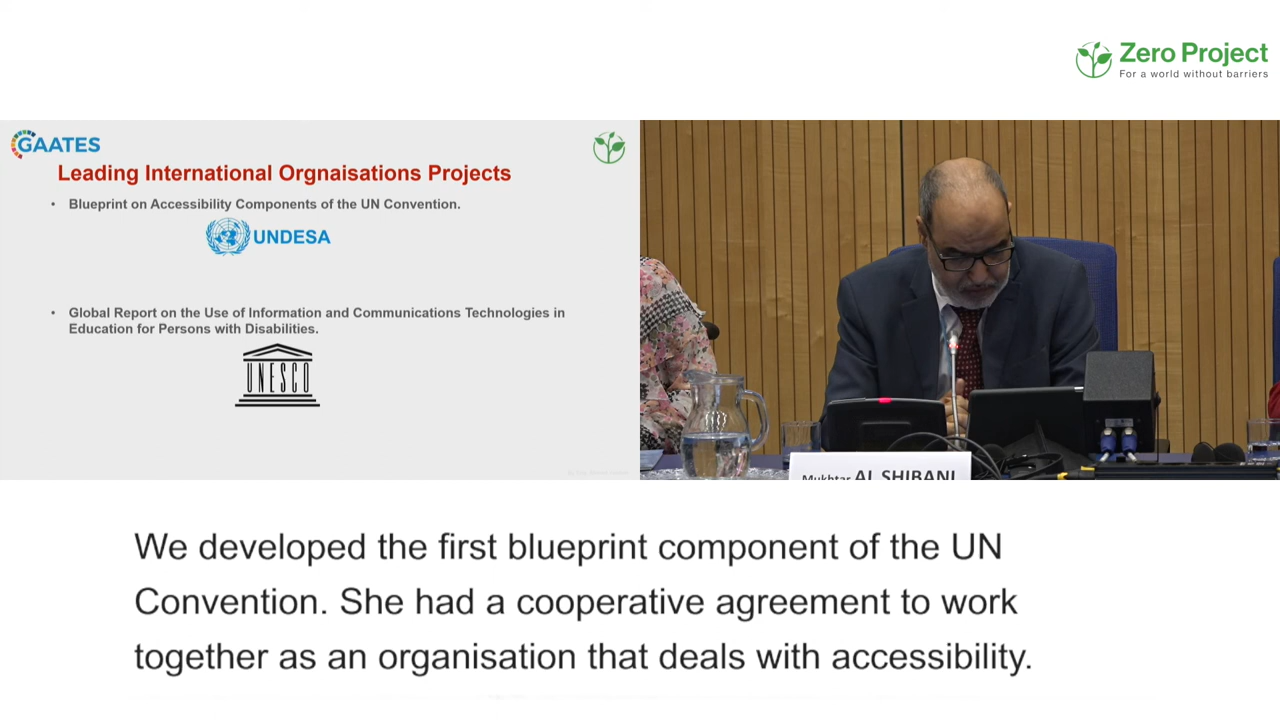 Zero Project
For a world without barriers
GAATES
Leading International Orgnaisations Projects
• Blueprint on Accessibility Components of the UN Convention.
UNDESA
• Global Report on the Use of Information and Communications Technologies in
Education for Persons with Disabilities.
UNESCO
Mukhtar AL SHIBANI
We developed the first blueprint component of the UN
Convention. She had a cooperative agreement to work
together as an organisation that deals with accessibility.